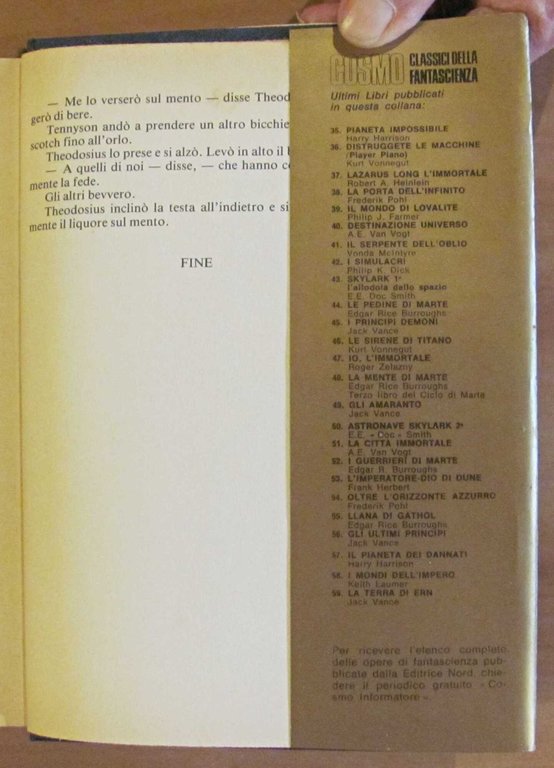 — Me lo verserò sul mento — disse Theod
gerò di bere.
Tennyson andò a prendere un altro bicchie
scotch fino all'orlo.
Theodosius lo prese e si alzò. Levò in alto il b
— A quelli di noi — disse, — che hanno co
mente la fede.
Gli altri bevvero.
Theodosius inclinò la testa all'indietro e si
mente il liquore sul mento.
FINE
COSMO CLASSICI DELLA
FANTASCIENZA
Ultimi Libri pubblicati
in questa collana:
35. PIANETA IMPOSSIBILE
Harry Harrison
36. DISTRUGGETE LE MACCHINE
(Player Piano)
Kurt Vonnegut
37. LAZARUS LONG L'IMMORTALE
Robert A. Heinlein
38. LA PORTA DELL'INFINITO
Frederik Pohl
39. IL MONDO DI LOVALITE
Philip J. Farmer
40. DESTINAZIONE UNIVERSO
A.E. Van Vogt
41. IL SERPENTE DELL'OBLIO
Vonda McIntyre
42. I SIMULACRI
Philip K. Dick
43. SKYLARK 1ª
l'allodola dello spazio
E.E. Doc Smith
44. LE PEDINE DI MARTE
Edgar Rice Burroughs
45. I PRINCIPI DEMONI
Jack Vance
46. LE SIRENE DI TITANO
Kurt Vonnegut
47. IO, L'IMMORTALE
Roger Zelazny
48. LA MENTE DI MARTE
Edgar Rice Burroughs
Terzo libro del Ciclo di Marte
49. GLI AMARANTO
Jack Vance
50. ASTRONAVE SKYLARK 2ª
E.E. « Doc » Smith
51. LA CITTÀ IMMORTALE
A.E. Van Vogt
52. I GUERRIERI DI MARTE
Edgar R. Burroughs
53. L'IMPERATORE-DIO DI DUNE
Frank Herbert
54. OLTRE L'ORIZZONTE AZZURRO
Frederik Pohl
55. LLANA DI GATHOL
Edgar Rice Burroughs
56. GLI ULTIMI PRINCIPI
Jack Vance
57. IL PIANETA DEI DANNATI
Harry Harrison
58. I MONDI DELL'IMPERO
Keith Laumer
59. LA TERRA DI ERN
Jack Vance
Per ricevere l'elenco completo
delle opere di fantascienza pub-
blicate dalla Editrice Nord, chie-
dere il periodico gratuito « Co-
smo Informatore ».